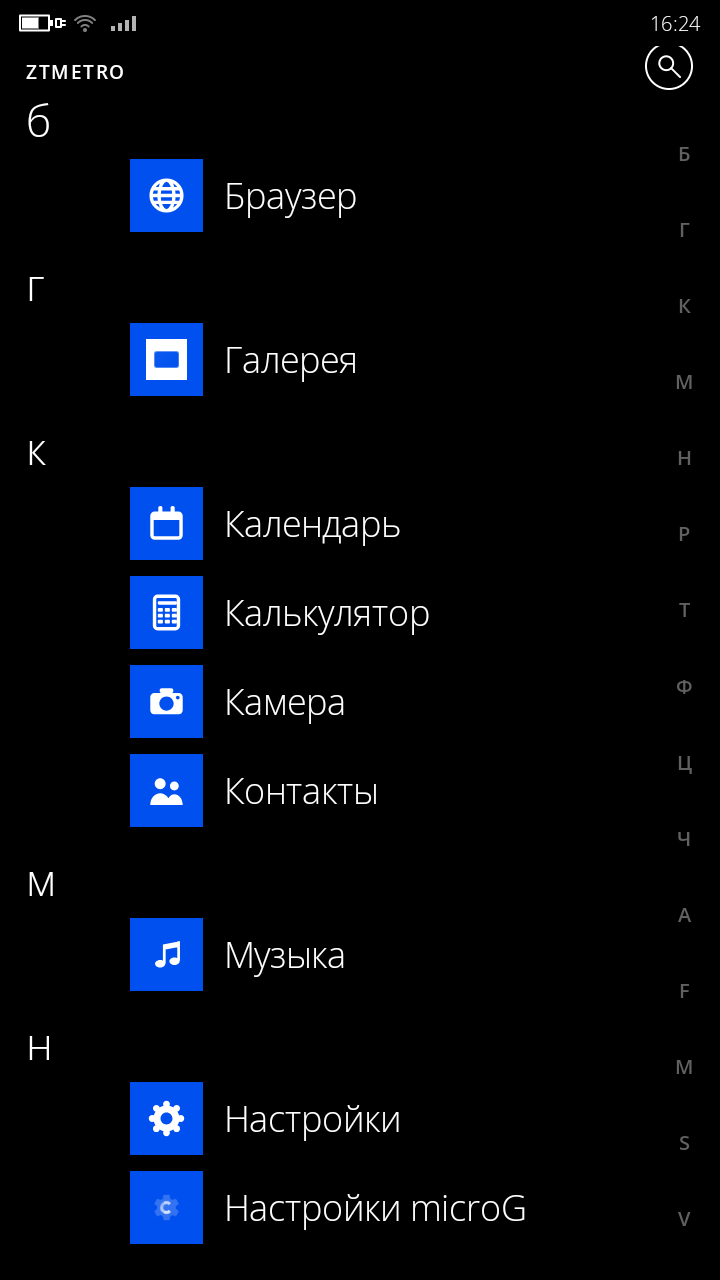 16:24
ZTMETRO
б
Браузер
Г
Галерея
К
Календарь
Калькулятор
Камера
Контакты
М
Музыка
Н
Настройки
Настройки microG
Б
Г
К
М
Н
Р
Т
Ф
Ц
Ч
A
F
M
S
V